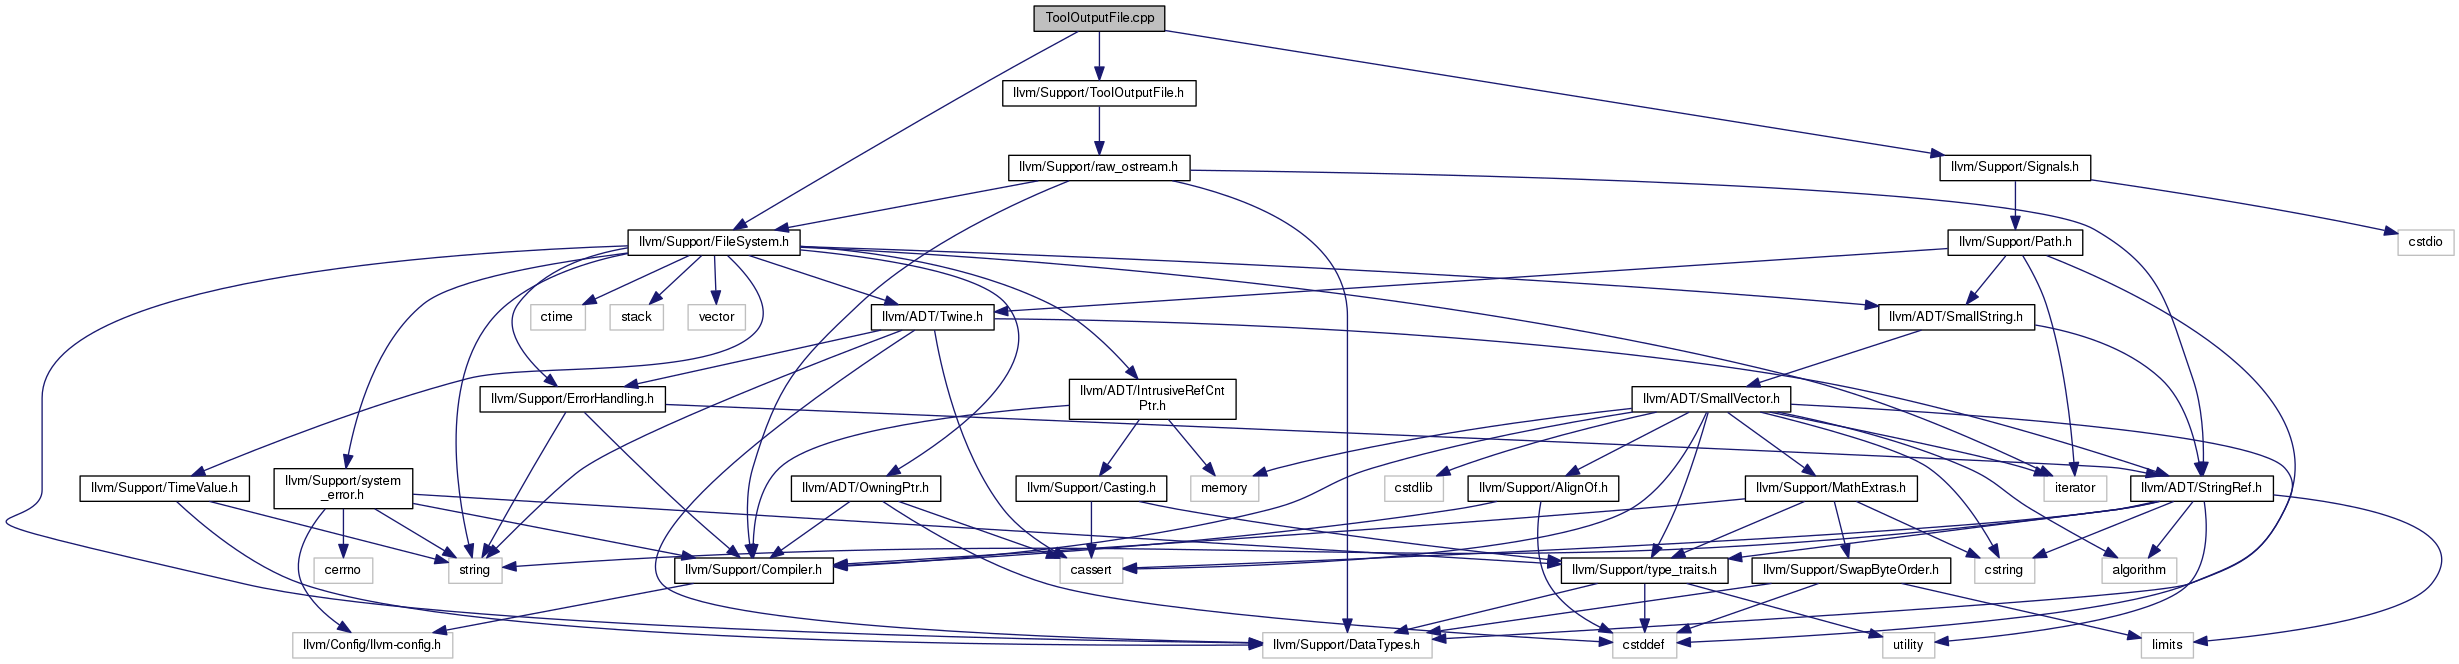 ToolOutputFile.cpp
llvm/Support/ToolOutputFile.h
llvm/Support/raw_ostream.h
llvm/Support/Signals.h
llvm/Support/FileSystem.h
llvm/Support/Path.h
cstdio
ctime
stack
vector
llvm/ADT/Twine.h
llvm/ADT/SmallString.h
llvm/Support/ErrorHandling.h
llvm/ADT/IntrusiveRefCnt
Ptr.h
llvm/ADT/SmallVector.h
llvm/Support/TimeValue.h
llvm/Support/system
_error.h
llvm/ADT/OwningPtr.h
llvm/Support/Casting.h
memory
cstdlib
llvm/Support/AlignOf.h
llvm/Support/MathExtras.h
iterator
llvm/ADT/StringRef.h
cerrno
string
llvm/Support/Compiler.h
cassert
llvm/Support/type_traits.h
llvm/Support/SwapByteOrder.h
cstring
algorithm
llvm/Config/llvm-config.h
llvm/Support/DataTypes.h
cstddef
utility
limits